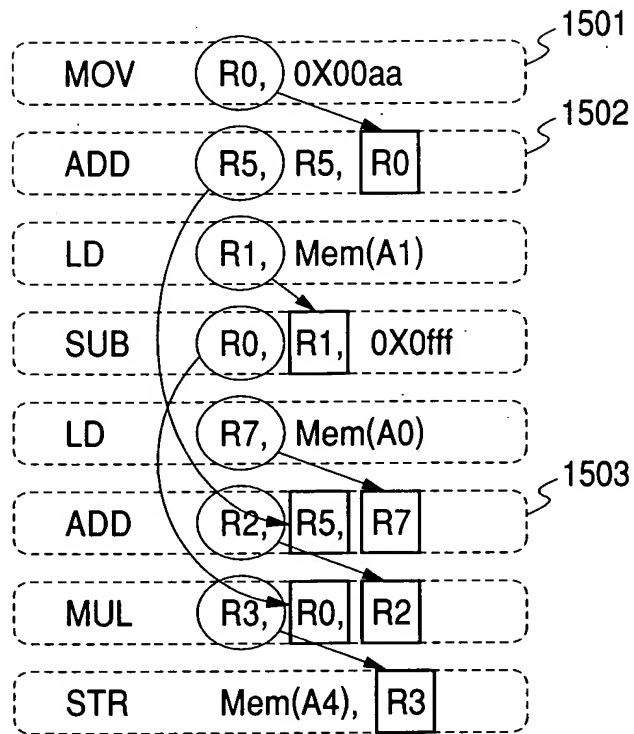 1501
MOV R0, 0X00aa
1502
ADD R5, R5, R0
LD R1, Mem(A1)
SUB R0, R1, 0X0fff
LD R7, Mem(A0)
1503
ADD R2, R5, R7
MUL R3, R0, R2
STR Mem(A4), R3